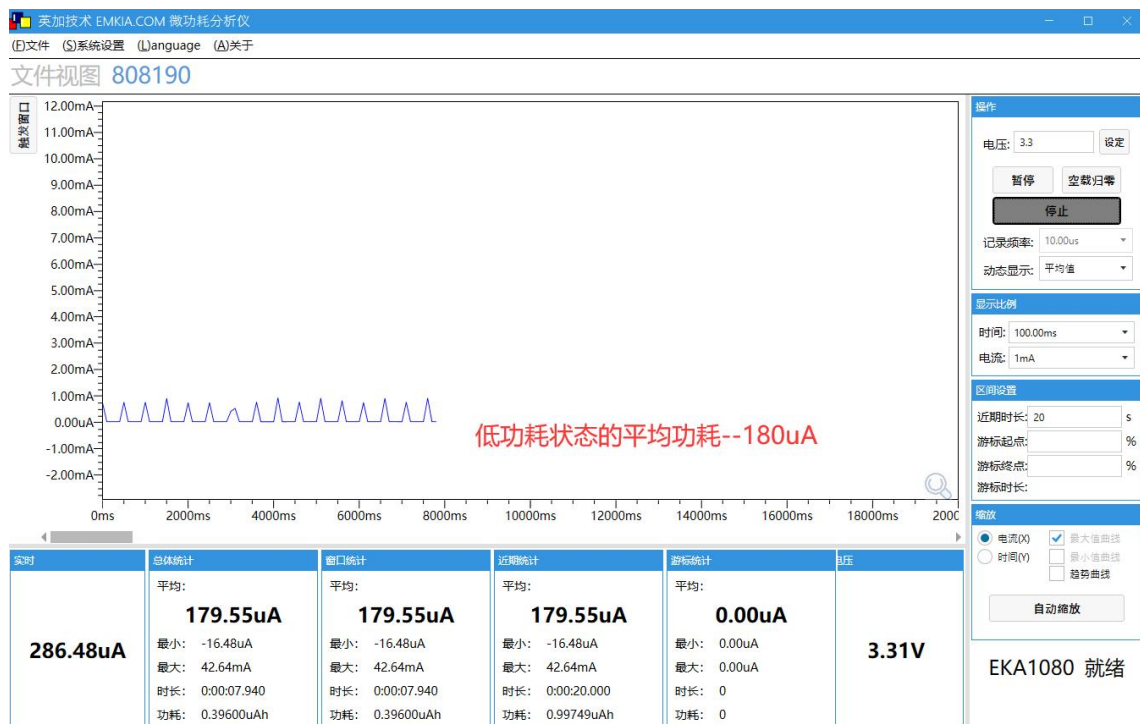 英加技术 EMKIA.COM 微功耗分析仪
(F)文件 (S)系统设置 (L)anguage (A)关于
文件视图 808190
触发窗口
12.00mA
11.00mA
10.00mA
9.00mA
8.00mA
7.00mA
6.00mA
5.00mA
4.00mA
3.00mA
2.00mA
1.00mA
0.00uA
-1.00mA
-2.00mA
低功耗状态的平均功耗--180uA
0ms 2000ms 4000ms 6000ms 8000ms 10000ms 12000ms 14000ms 16000ms 18000ms 2000
操作
电压: 3.3 设定
暂停 空载归零
停止
记录频率: 10.00us
动态显示: 平均值
显示比例
时间: 100.00ms
电流: 1mA
区间设置
近期时长: 20 s
游标起点: %
游标终点: %
游标时长:
缩放
电流(X) 最大值曲线
时间(Y) 最小值曲线
趋势曲线
自动缩放
EKA1080 就绪
实时
286.48uA
总体统计
平均:
179.55uA
最小: -16.48uA
最大: 42.64mA
时长: 0:00:07.940
功耗: 0.39600uAh
窗口统计
平均:
179.55uA
最小: -16.48uA
最大: 42.64mA
时长: 0:00:07.940
功耗: 0.39600uAh
近期统计
平均:
179.55uA
最小: -16.48uA
最大: 42.64mA
时长: 0:00:20.000
功耗: 0.99749uAh
游标统计
平均:
0.00uA
最小: 0.00uA
最大: 0.00uA
时长: 0
功耗: 0
电压
3.31V